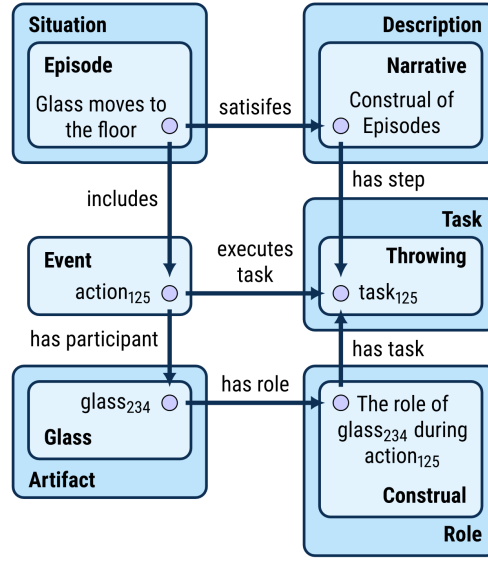 Situation
Description
Episode
Narrative
Glass moves to
the floor
satisifes
Construal of
Episodes
includes
has step
Task
Event
executes
task
Throwing
action₁₂₅
task₁₂₅
has participant
has task
glass₂₃₄
has role
The role of
glass₂₃₄ during
action₁₂₅
Glass
Artifact
Construal
Role